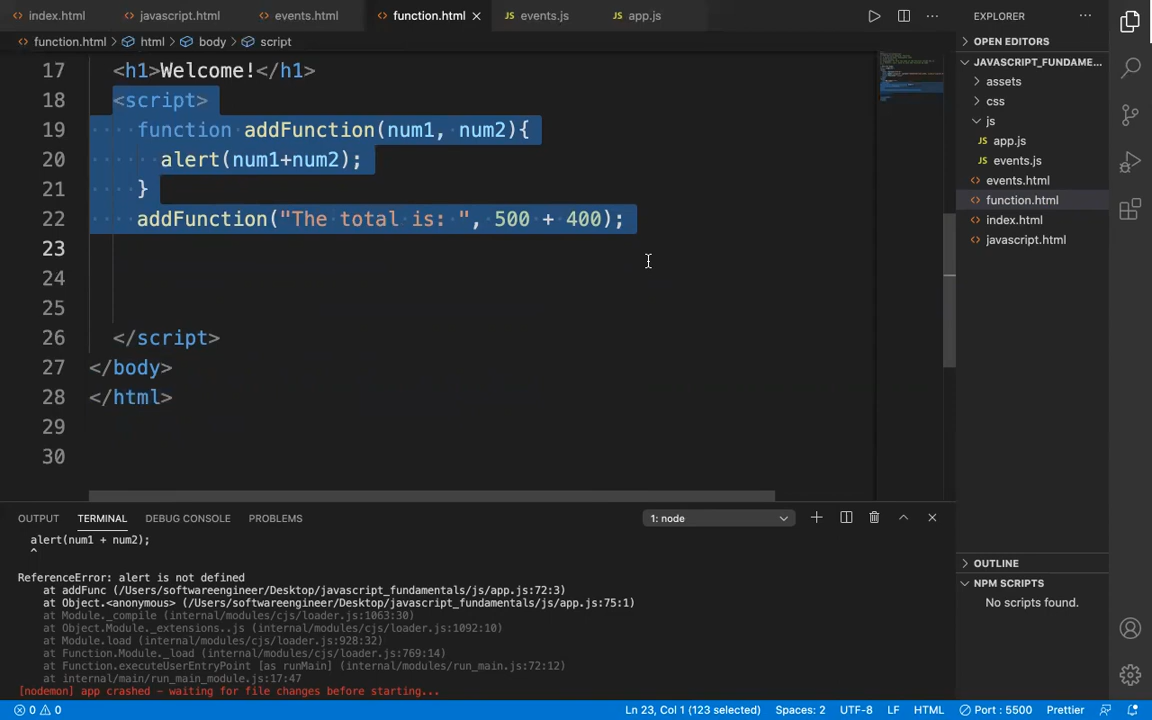 index.html javascript.html events.html function.html events.js app.js EXPLORER
function.html html body script OPEN EDITORS
JAVASCRIPT_FUNDAME...
assets
css
js
app.js
events.js
events.html
function.html
index.html
javascript.html
17 <h1>Welcome!</h1>
18 <script>
19 function addFunction(num1, num2){
20 alert(num1+num2);
21 }
22 addFunction("The total is: ", 500 + 400);
23
24
25
26 </script>
27 </body>
28 </html>
29
30
OUTPUT TERMINAL DEBUG CONSOLE PROBLEMS 1: node
alert(num1 + num2);
^
ReferenceError: alert is not defined
at addFunc (/Users/softwareengineer/Desktop/javascript_fundamentals/js/app.js:72:3)
at Object.<anonymous> (/Users/softwareengineer/Desktop/javascript_fundamentals/js/app.js:75:1)
at Module._compile (internal/modules/cjs/loader.js:1063:30)
at Object.Module._extensions..js (internal/modules/cjs/loader.js:1092:10)
at Module.load (internal/modules/cjs/loader.js:928:32)
at Function.Module._load (internal/modules/cjs/loader.js:769:14)
at Function.executeUserEntryPoint [as runMain] (internal/modules/run_main.js:72:12)
at internal/main/run_main_module.js:17:47
[nodemon] app crashed - waiting for file changes before starting...
OUTLINE
NPM SCRIPTS
No scripts found.
0 0 Ln 23, Col 1 (123 selected) Spaces: 2 UTF-8 LF HTML Port : 5500 Prettier